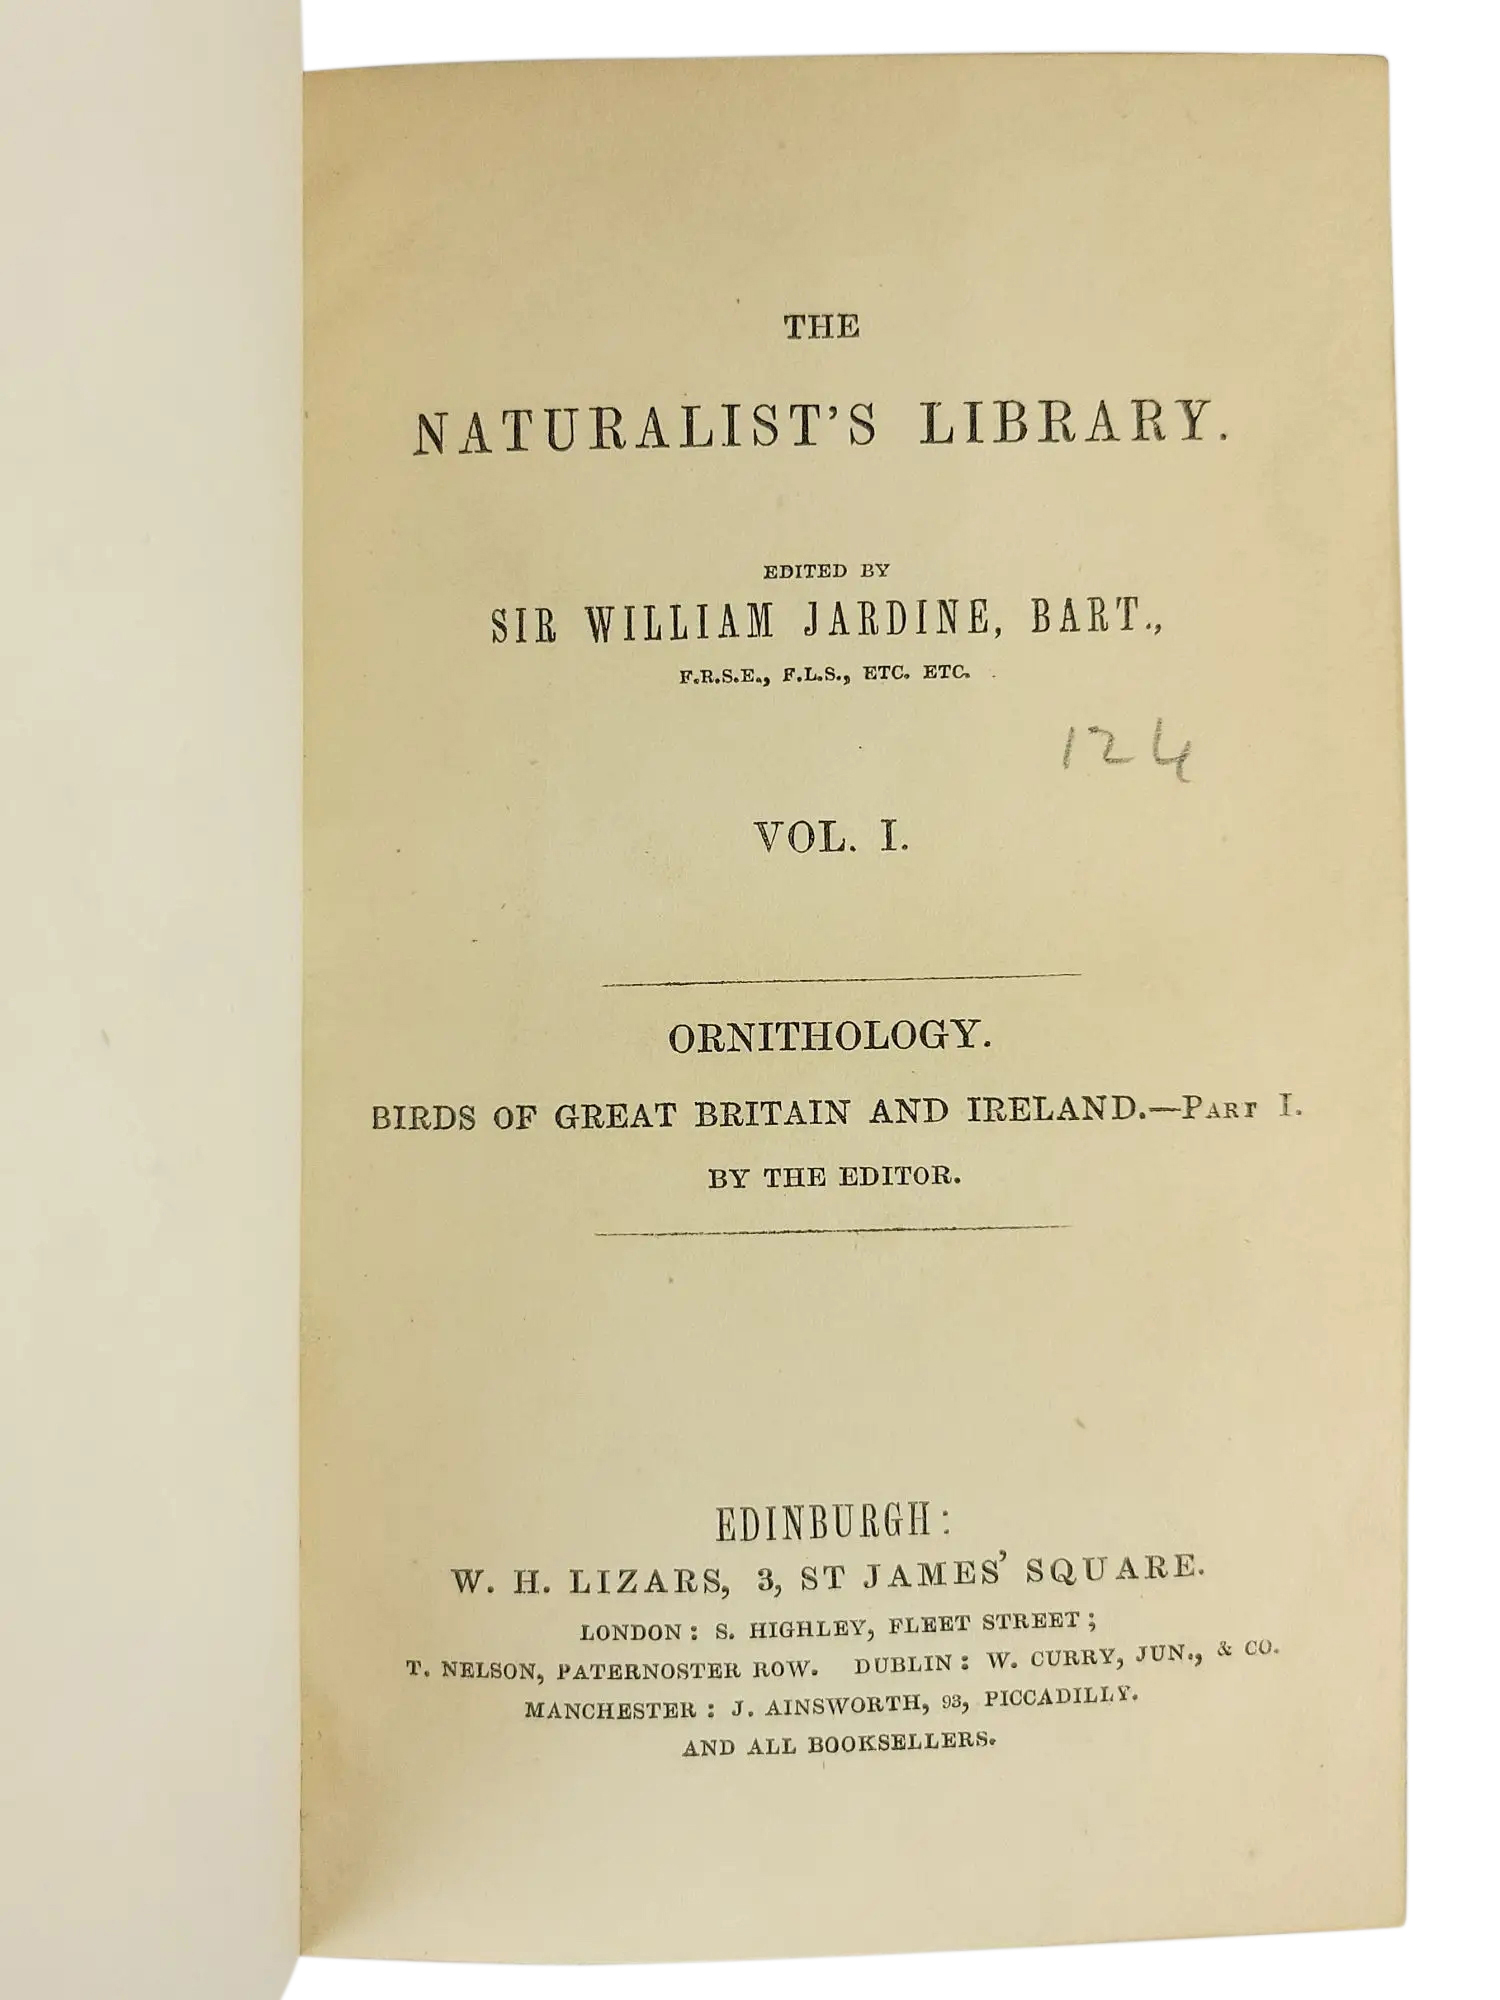 THE
NATURALIST'S LIBRARY.
EDITED BY
SIR WILLIAM JARDINE, BART.,
F.R.S.E., F.L.S., ETC. ETC.
124
VOL. I.
ORNITHOLOGY.
BIRDS OF GREAT BRITAIN AND IRELAND.—PART I.
BY THE EDITOR.
EDINBURGH:
W. H. LIZARS, 3, ST JAMES' SQUARE.
LONDON: S. HIGHLEY, FLEET STREET;
T. NELSON, PATERNOSTER ROW. DUBLIN: W. CURRY, JUN., & CO.
MANCHESTER: J. AINSWORTH, 93, PICCADILLY.
AND ALL BOOKSELLERS.